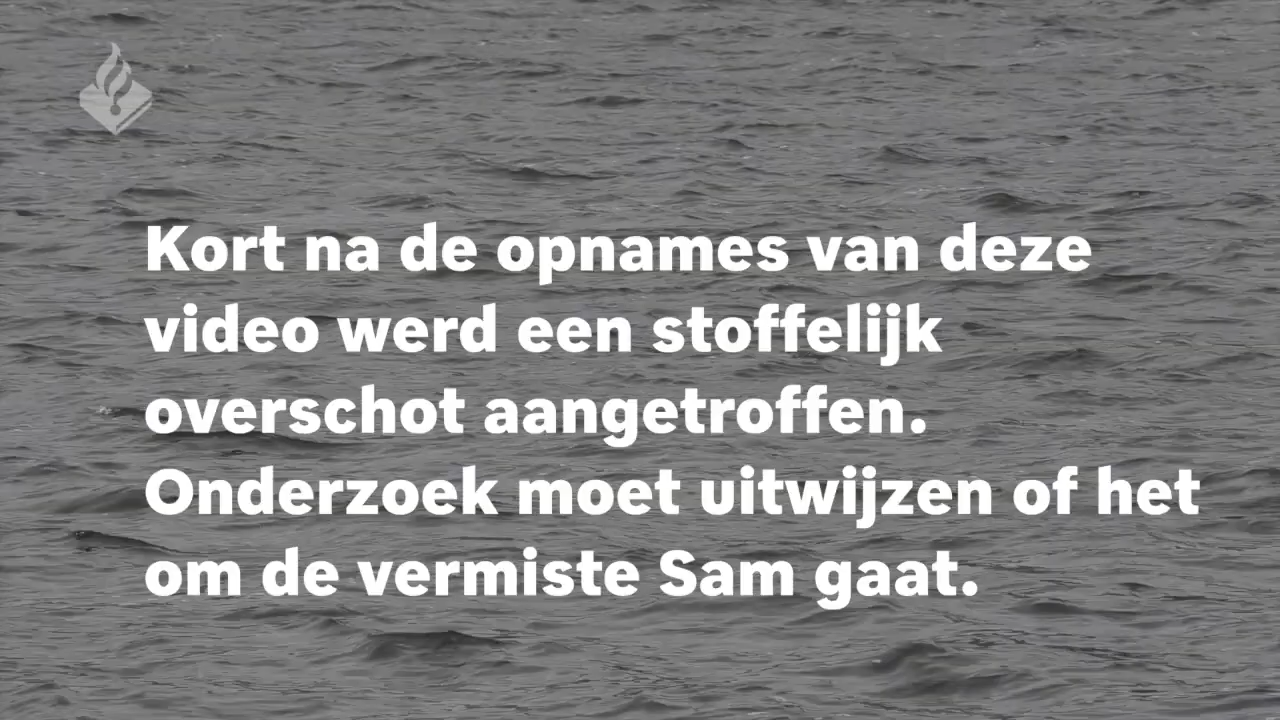 Kort na de opnames van deze
video werd een stoffelijk
overschot aangetroffen.
Onderzoek moet uitwijzen of het
om de vermiste Sam gaat.